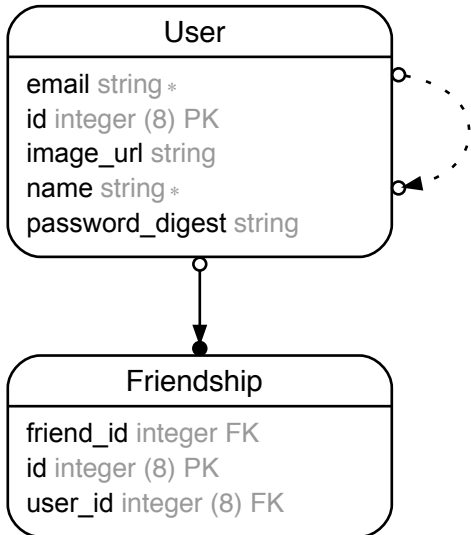 User
email string *
id integer (8) PK
image_url string
name string *
password_digest string
Friendship
friend_id integer FK
id integer (8) PK
user_id integer (8) FK